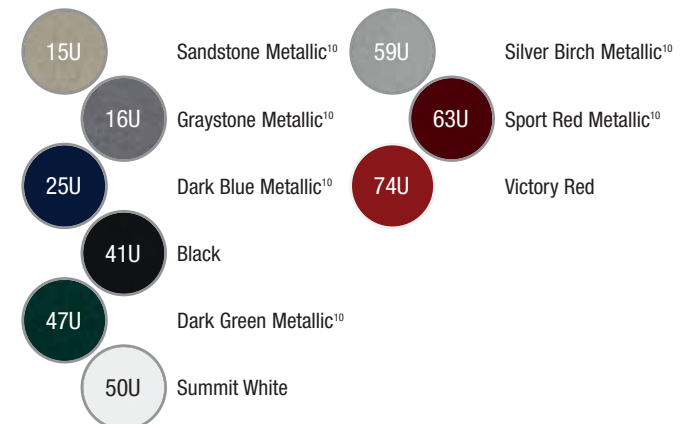 15U Sandstone Metallic¹⁰
16U Graystone Metallic¹⁰
25U Dark Blue Metallic¹⁰
41U Black
47U Dark Green Metallic¹⁰
50U Summit White
59U Silver Birch Metallic¹⁰
63U Sport Red Metallic¹⁰
74U Victory Red